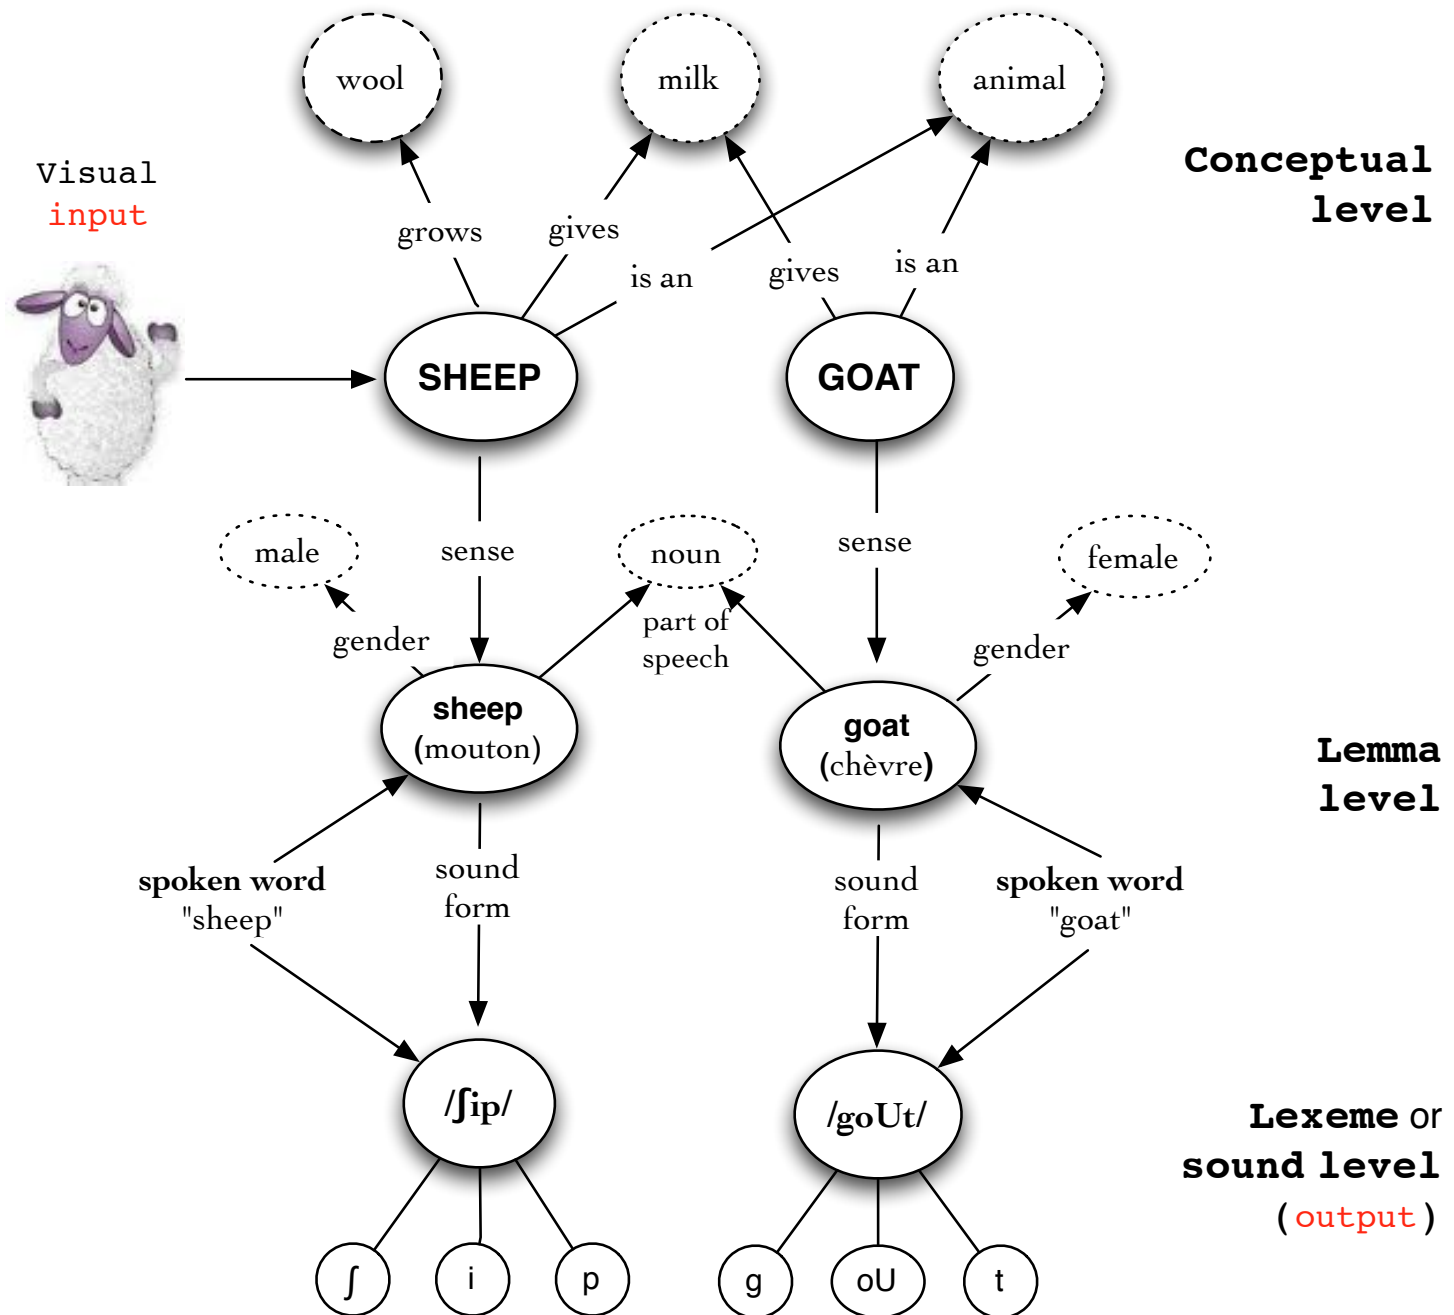 wool
milk
animal
Visual
input
Conceptual
level
grows
gives
is an
gives
is an
SHEEP
GOAT
male
sense
noun
sense
female
gender
part of
speech
gender
sheep
(mouton)
goat
(chèvre)
Lemma
level
spoken word
"sheep"
sound
form
sound
form
spoken word
"goat"
/ʃip/
/goUt/
Lexeme or
sound level
(output)
ʃ
i
p
g
oU
t